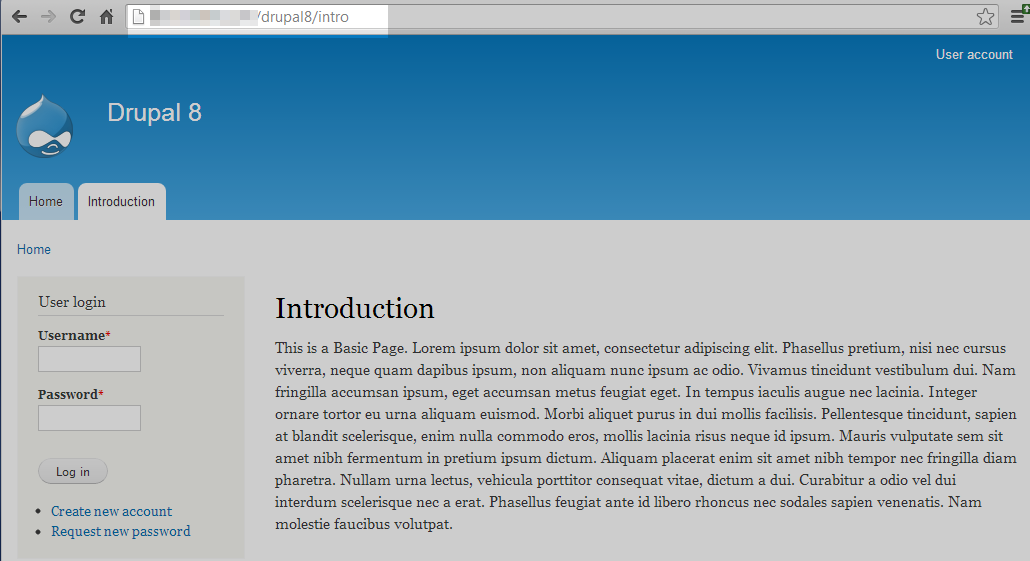 /drupal8/intro
User account
Drupal 8
Home
Introduction
Home
User login
Username*
Password*
Log in
Create new account
Request new password
Introduction
This is a Basic Page. Lorem ipsum dolor sit amet, consectetur adipiscing elit. Phasellus pretium, nisi nec cursus
viverra, neque quam dapibus ipsum, non aliquam nunc ipsum ac odio. Vivamus tincidunt vestibulum dui. Nam
fringilla accumsan ipsum, eget accumsan metus feugiat eget. In tempus iaculis augue nec lacinia. Integer
ornare tortor eu urna aliquam euismod. Morbi aliquet purus in dui mollis facilisis. Pellentesque tincidunt, sapien
at blandit scelerisque, enim nulla commodo eros, mollis lacinia risus neque id ipsum. Mauris vulputate sem sit
amet nibh fermentum in pretium ipsum dictum. Aliquam placerat enim sit amet nibh tempor nec fringilla diam
pharetra. Nullam urna lectus, vehicula porttitor consequat vitae, dictum a dui. Curabitur a odio vel dui
interdum scelerisque nec a erat. Phasellus feugiat ante id libero rhoncus nec sodales sapien venenatis. Nam
molestie faucibus volutpat.